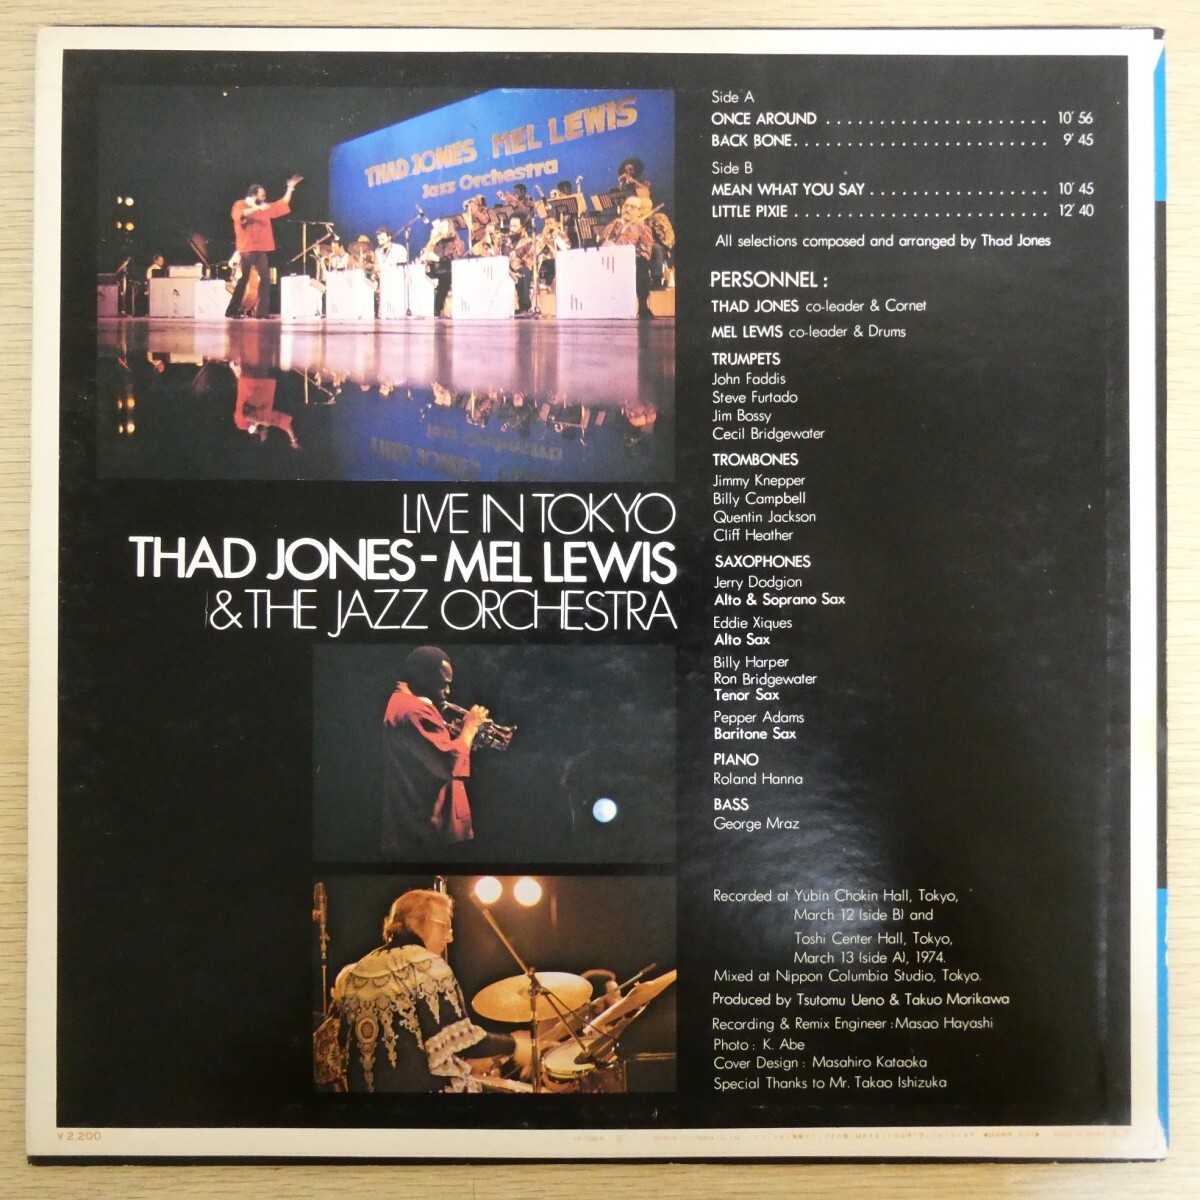 THAD JONES MEL LEWIS
Jazz Orchestra
LIVE IN TOKYO
THAD JONES-MEL LEWIS
& THE JAZZ ORCHESTRA
Side A
ONCE AROUND ..................... 10' 56
BACK BONE........................ 9' 45
Side B
MEAN WHAT YOU SAY ................. 10' 45
LITTLE PIXIE ........................ 12' 40
All selections composed and arranged by Thad Jones
PERSONNEL :
THAD JONES co-leader & Cornet
MEL LEWIS co-leader & Drums
TRUMPETS
John Faddis
Steve Furtado
Jim Bossy
Cecil Bridgewater
TROMBONES
Jimmy Knepper
Billy Campbell
Quentin Jackson
Cliff Heather
SAXOPHONES
Jerry Dodgion
Alto & Soprano Sax
Eddie Xiques
Alto Sax
Billy Harper
Ron Bridgewater
Tenor Sax
Pepper Adams
Baritone Sax
PIANO
Roland Hanna
BASS
George Mraz
Recorded at Yubin Chokin Hall, Tokyo,
March 12 (side B) and
Toshi Center Hall, Tokyo,
March 13 (side A), 1974.
Mixed at Nippon Columbia Studio, Tokyo.
Produced by Tsutomu Ueno & Takuo Morikawa
Recording & Remix Engineer : Masao Hayashi
Photo : K. Abe
Cover Design : Masahiro Kataoka
Special Thanks to Mr. Takao Ishizuka
¥2,200